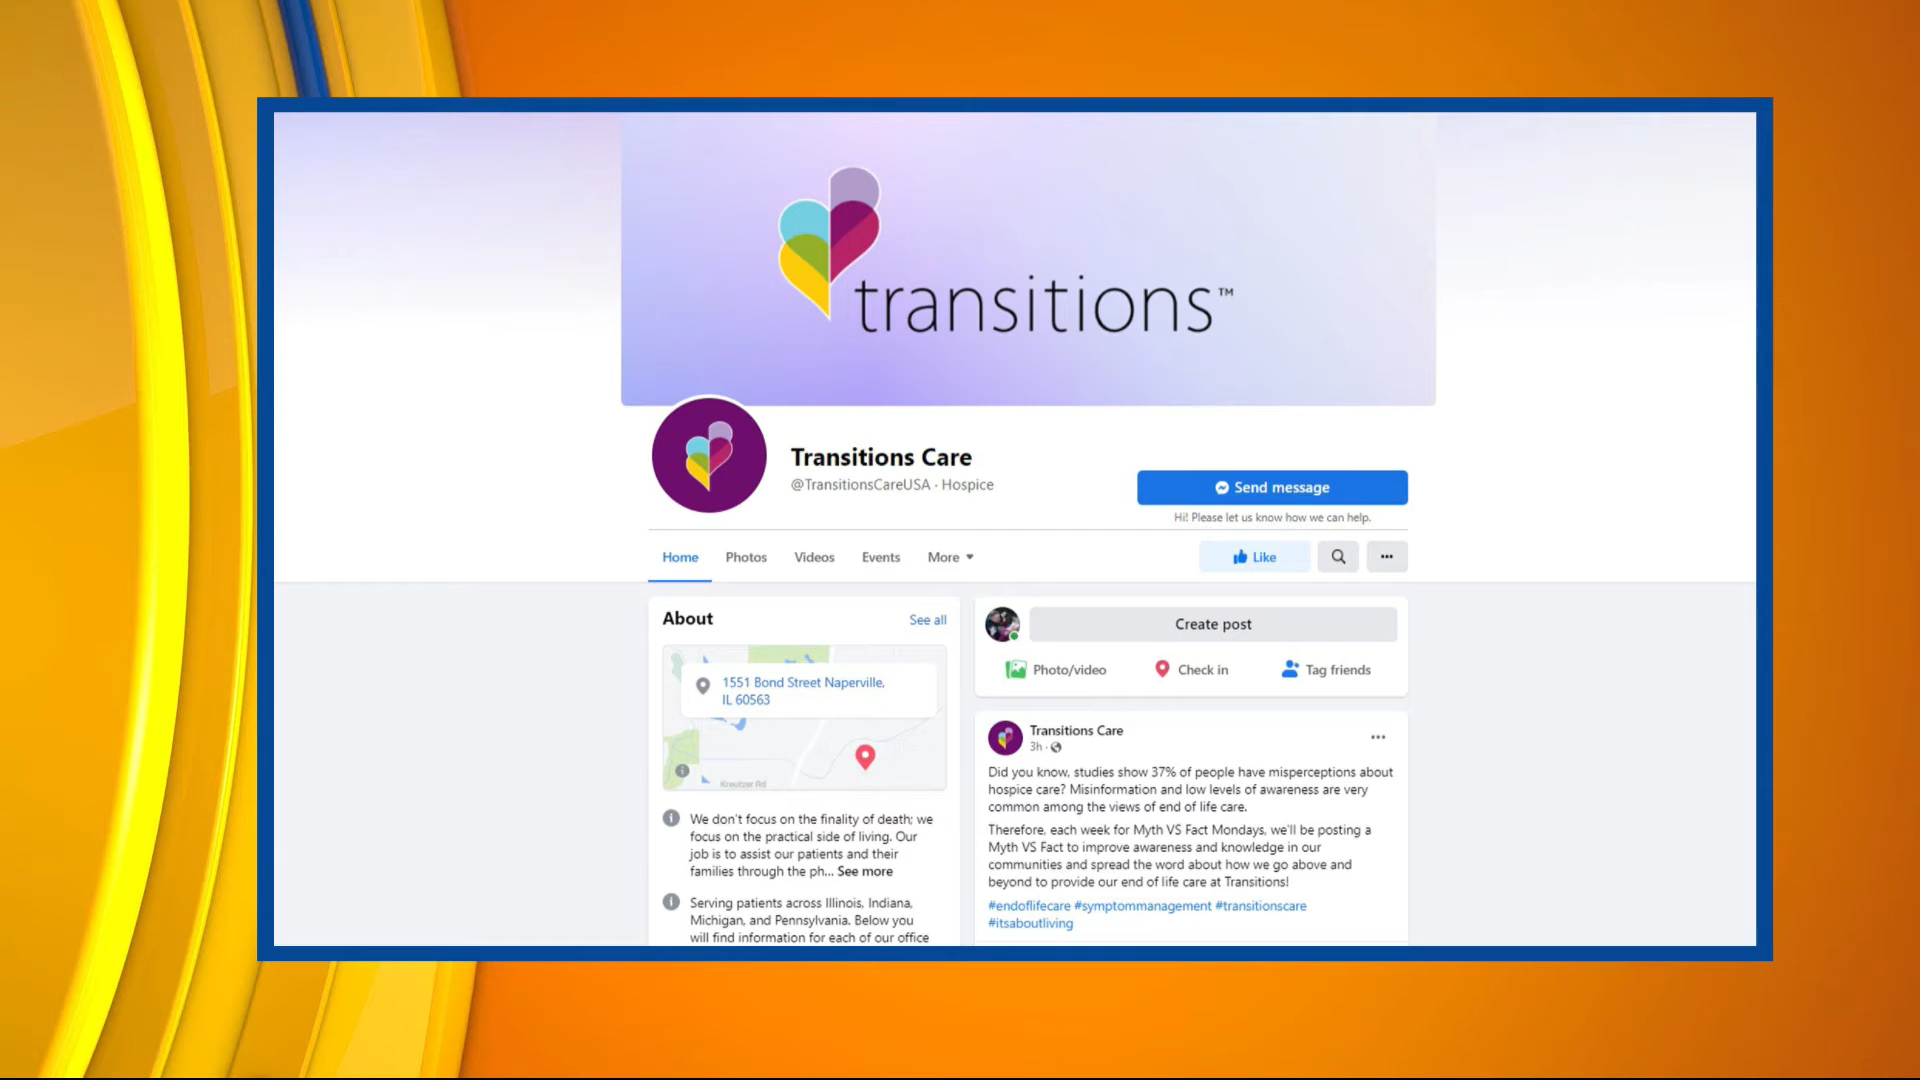 transitions™
Transitions Care
@TransitionsCareUSA · Hospice
Send message
Hi! Please let us know how we can help.
Home Photos Videos Events More
Like
About See all
1551 Bond Street Naperville,
IL 60563
Kreutzer Rd
We don't focus on the finality of death; we
focus on the practical side of living. Our
job is to assist our patients and their
families through the ph... See more
Serving patients across Illinois, Indiana,
Michigan, and Pennsylvania. Below you
will find information for each of our office
Create post
Photo/video Check in Tag friends
Transitions Care
3h ·
Did you know, studies show 37% of people have misperceptions about
hospice care? Misinformation and low levels of awareness are very
common among the views of end of life care.
Therefore, each week for Myth VS Fact Mondays, we'll be posting a
Myth VS Fact to improve awareness and knowledge in our
communities and spread the word about how we go above and
beyond to provide our end of life care at Transitions!
#endoflifecare #symptommanagement #transitionscare
#itsaboutliving